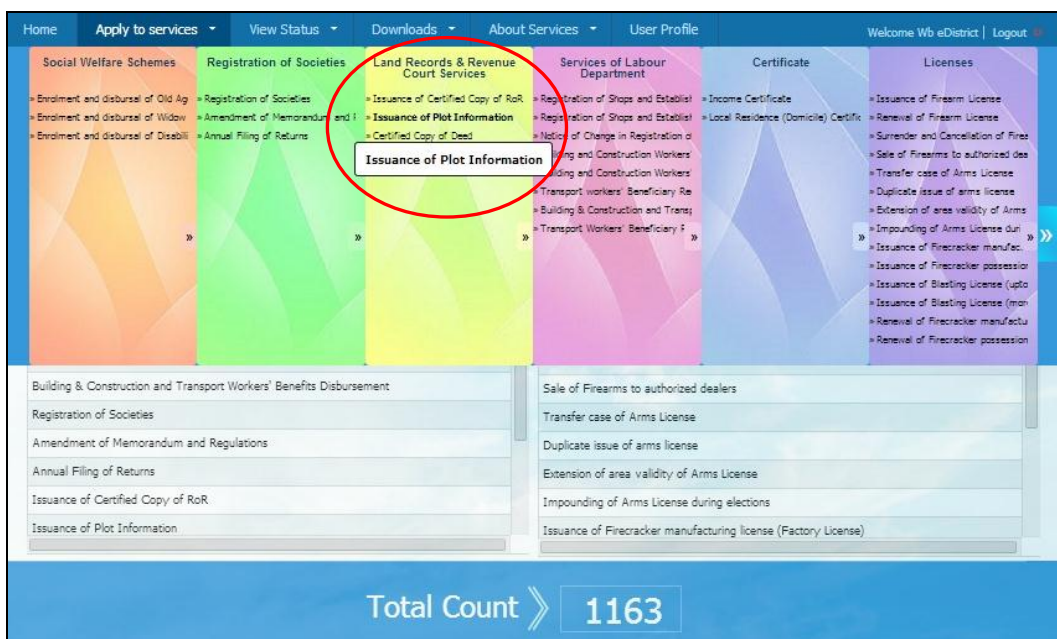 Home Apply to services View Status Downloads About Services User Profile Welcome Wb eDistrict | Logout
Social Welfare Schemes
» Enrolment and disbursal of Old Ag
» Enrolment and disbursal of Widow
» Enrolment and disbursal of Disabili
»
Registration of Societies
» Registration of Societies
» Amendment of Memorandum and R
» Annual Filing of Returns
»
Land Records & Revenue
Court Services
» Issuance of Certified Copy of RoR
» Issuance of Plot Information
» Certified Copy of Deed
Issuance of Plot Information
»
Services of Labour
Department
» Registration of Shops and Establish
» Registration of Shops and Establish
» Notice of Change in Registration o
and Construction Workers'
and Construction Workers'
» Transport workers' Beneficiary Re
» Building & Construction and Transp
» Transport Workers' Beneficiary
»
Certificate
» Income Certificate
» Local Residence (Domicile) Certific
»
Licenses
» Issuance of Firearm License
» Renewal of Firearm License
» Surrender and Cancellation of Firea
» Sale of Firearms to authorized dea
» Transfer case of Arms License
» Duplicate issue of arms license
» Extension of area validity of Arms
» Impounding of Arms License duri
» Issuance of Firecracker manufac
» Issuance of Firecracker possession
» Issuance of Blasting License (upto
» Issuance of Blasting License (mor
» Renewal of Firecracker manufactu
» Renewal of Firecracker possession
»
»
Building & Construction and Transport Workers' Benefits Disbursement
Registration of Societies
Amendment of Memorandum and Regulations
Annual Filing of Returns
Issuance of Certified Copy of RoR
Issuance of Plot Information
Sale of Firearms to authorized dealers
Transfer case of Arms License
Duplicate issue of arms license
Extension of area validity of Arms License
Impounding of Arms License during elections
Issuance of Firecracker manufacturing license (Factory License)
Total Count » 1163